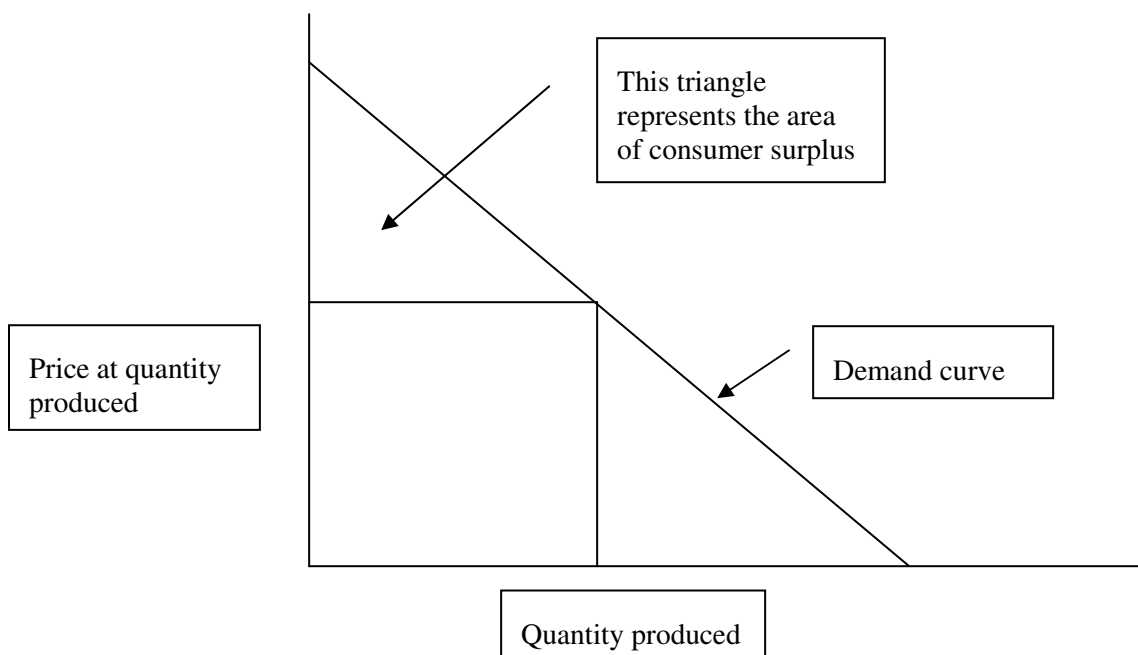 This triangle
represents the area
of consumer surplus
Price at quantity
produced
Demand curve
Quantity produced